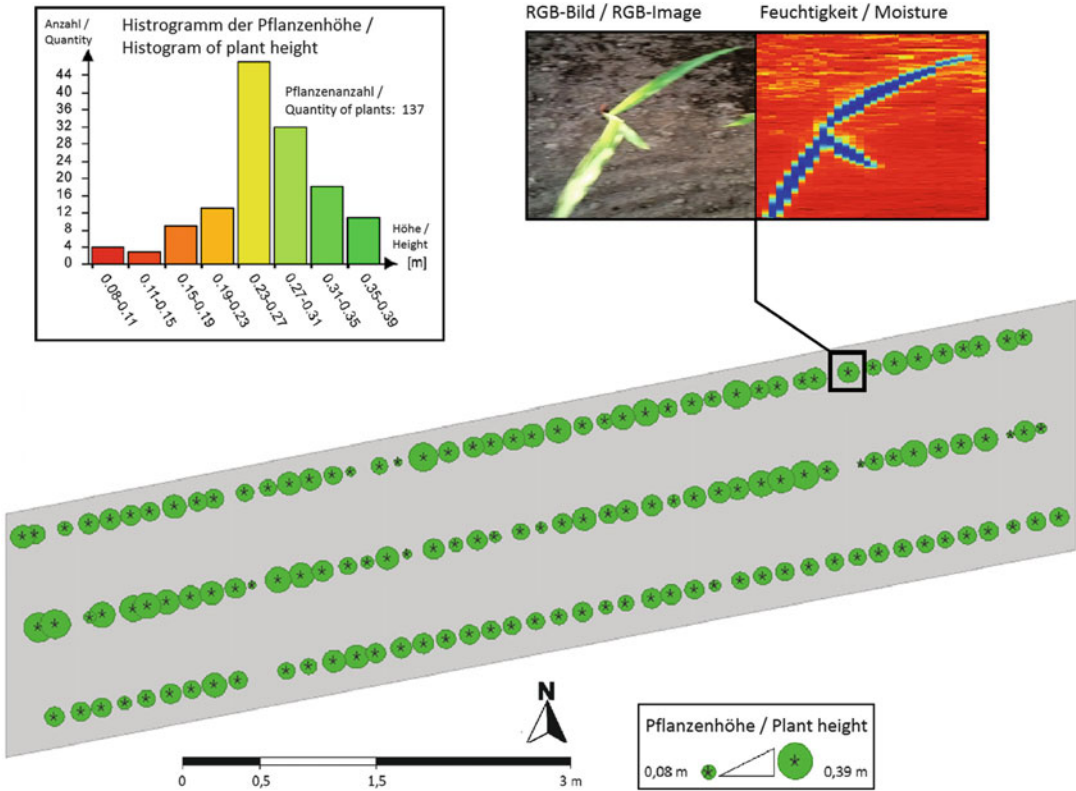 Anzahl /
Quantity
Histrogramm der Pflanzenhöhe /
Histogram of plant height
44
40
36
32
28
24
20
16
12
8
4
0
Pflanzenanzahl /
Quantity of plants: 137
Höhe /
Height
[m]
0.08-0.11
0.11-0.15
0.15-0.19
0.19-0.23
0.23-0.27
0.27-0.31
0.31-0.35
0.35-0.39
RGB-Bild / RGB-Image
Feuchtigkeit / Moisture
N
0
0,5
1,5
3 m
Pflanzenhöhe / Plant height
0,08 m
0,39 m